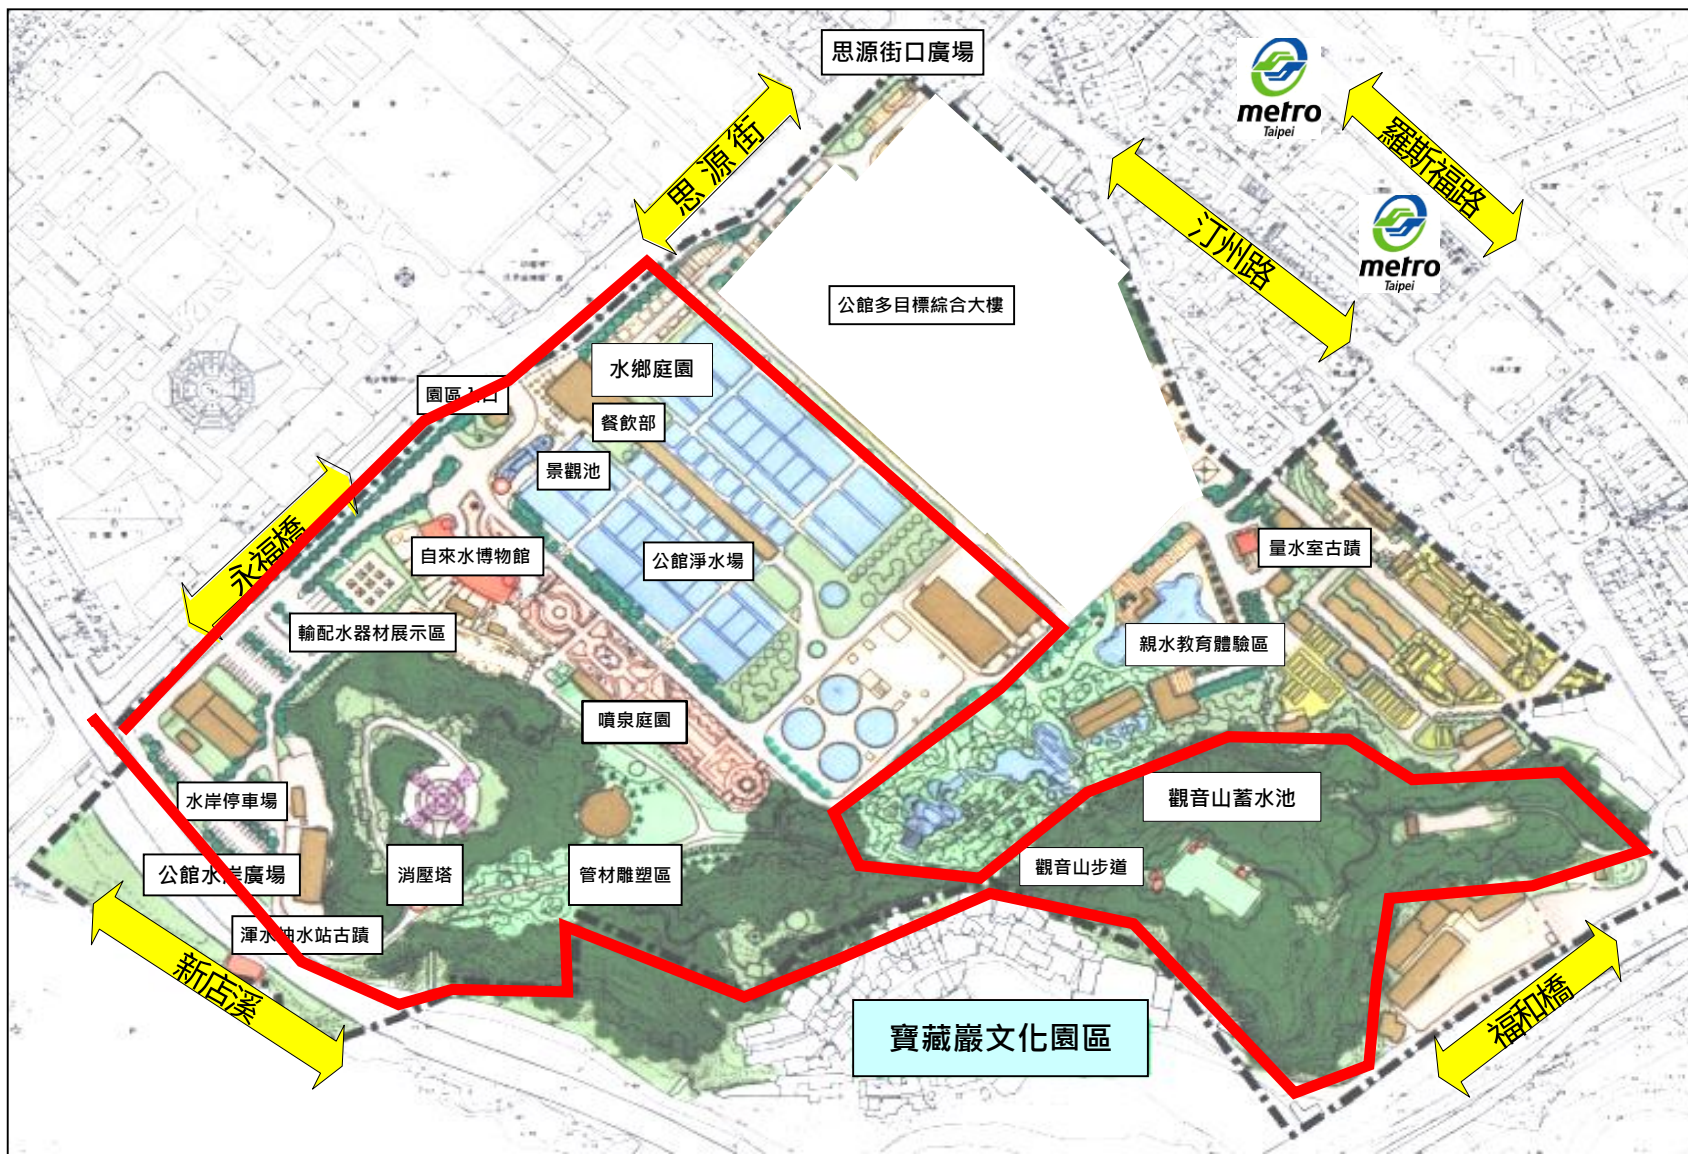 思源街口廣場
metro
Taipei
羅斯福路
思源街
汀州路
metro
Taipei
公館多目標綜合大樓
水鄉庭園
園區入口
餐飲部
景觀池
永福橋
自來水博物館
公館淨水場
量水室古蹟
輸配水器材展示區
親水教育體驗區
噴泉庭園
水岸停車場
觀音山蓄水池
公館水岸廣場
消壓塔
管材雕塑區
觀音山步道
渾水抽水站古蹟
新店溪
福和橋
寶藏巖文化園區